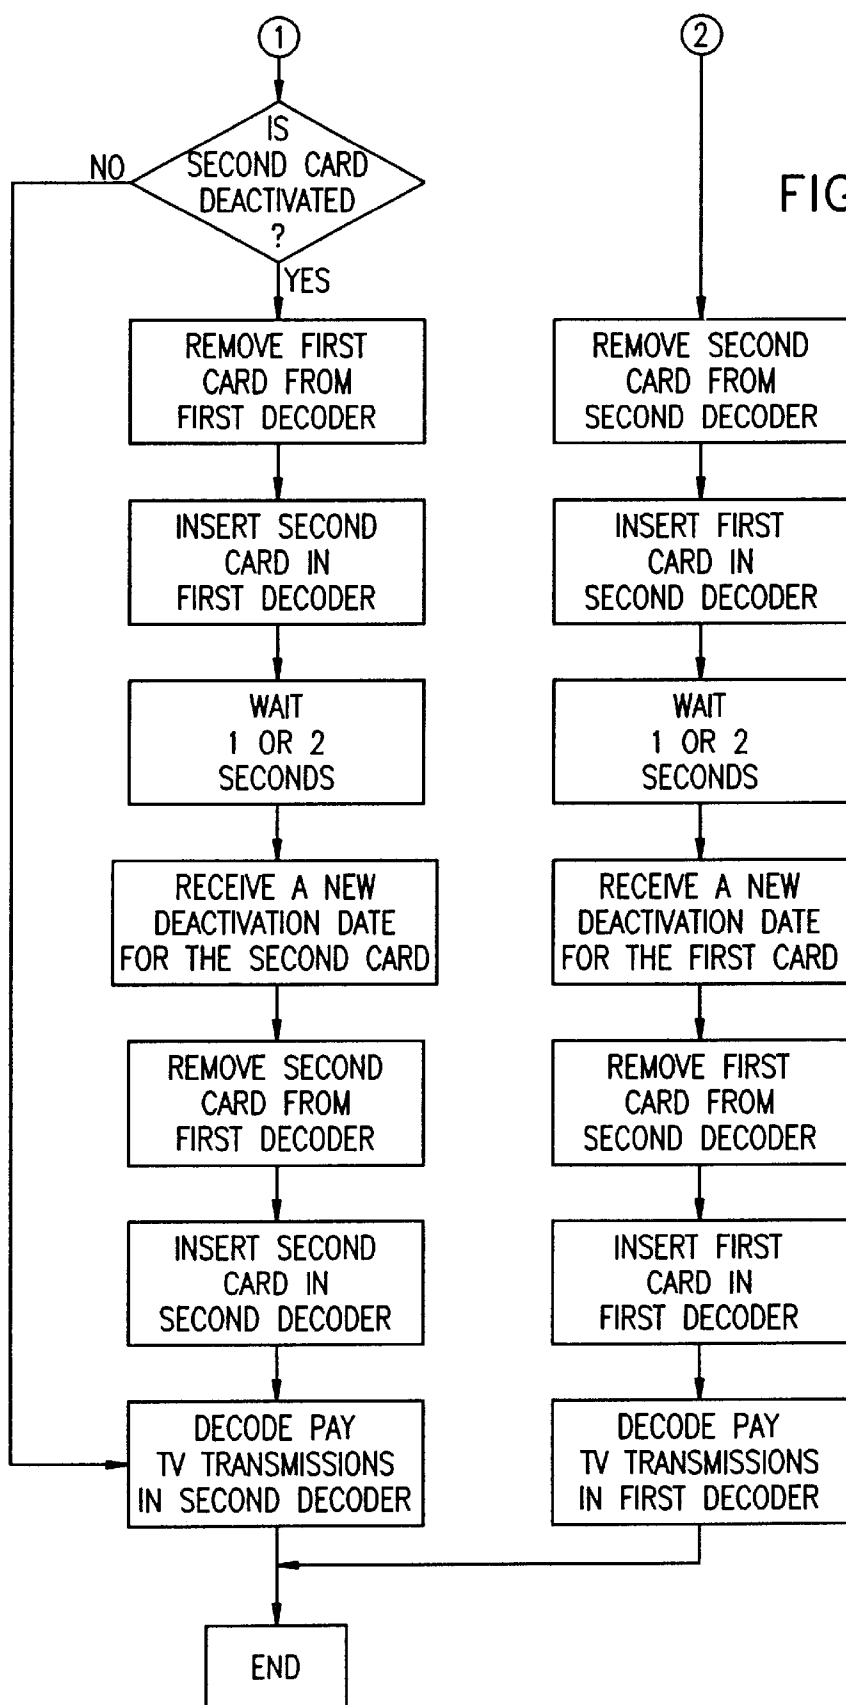 1
IS
SECOND CARD
DEACTIVATED
?
NO
YES
REMOVE FIRST
CARD FROM
FIRST DECODER
INSERT SECOND
CARD IN
FIRST DECODER
WAIT
1 OR 2
SECONDS
RECEIVE A NEW
DEACTIVATION DATE
FOR THE SECOND CARD
REMOVE SECOND
CARD FROM
FIRST DECODER
INSERT SECOND
CARD IN
SECOND DECODER
DECODE PAY
TV TRANSMISSIONS
IN SECOND DECODER
END
2
FIG
REMOVE SECOND
CARD FROM
SECOND DECODER
INSERT FIRST
CARD IN
SECOND DECODER
WAIT
1 OR 2
SECONDS
RECEIVE A NEW
DEACTIVATION DATE
FOR THE FIRST CARD
REMOVE FIRST
CARD FROM
SECOND DECODER
INSERT FIRST
CARD IN
FIRST DECODER
DECODE PAY
TV TRANSMISSIONS
IN FIRST DECODER